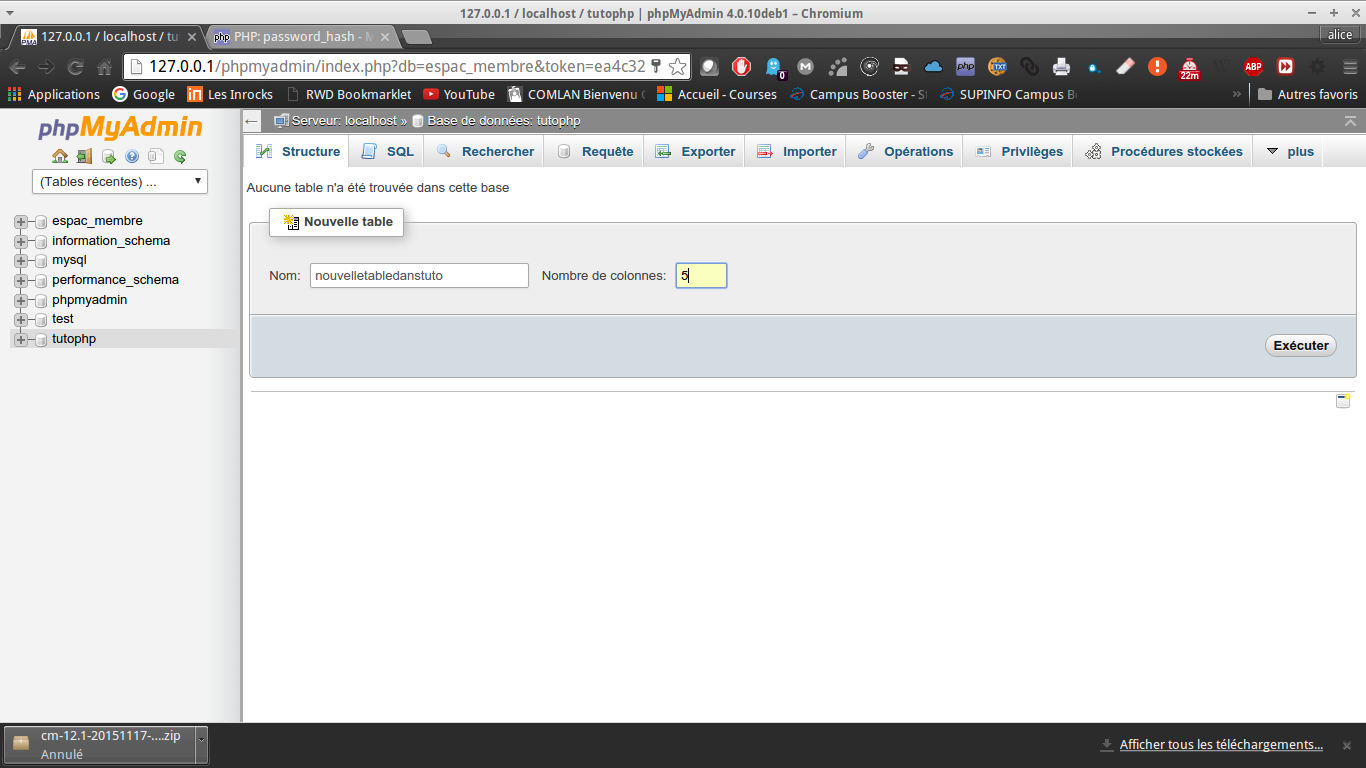 127.0.0.1 / localhost / tutophp | phpMyAdmin 4.0.10deb1 – Chromium
127.0.0.1 / localhost / tu
PHP: password_hash - M
alice
127.0.0.1/phpmyadmin/index.php?db=espac_membre&token=ea4c32
0
php
TXT
22m
ABP
Applications
Google
Les Inrocks
RWD Bookmarklet
YouTube
COMLAN Bienvenu
Accueil - Courses
Campus Booster - S
SUPINFO Campus B
»
Autres favoris
phpMyAdmin
Serveur: localhost »
Base de données: tutophp
Structure
SQL
Rechercher
Requête
Exporter
Importer
Opérations
Privilèges
Procédures stockées
plus
(Tables récentes) ...
Aucune table n'a été trouvée dans cette base
espac_membre
information_schema
mysql
performance_schema
phpmyadmin
test
tutophp
Nouvelle table
Nom: nouvelletabledanstuto Nombre de colonnes: 5
Exécuter
cm-12.1-20151117-....zip
Annulé
Afficher tous les téléchargements...